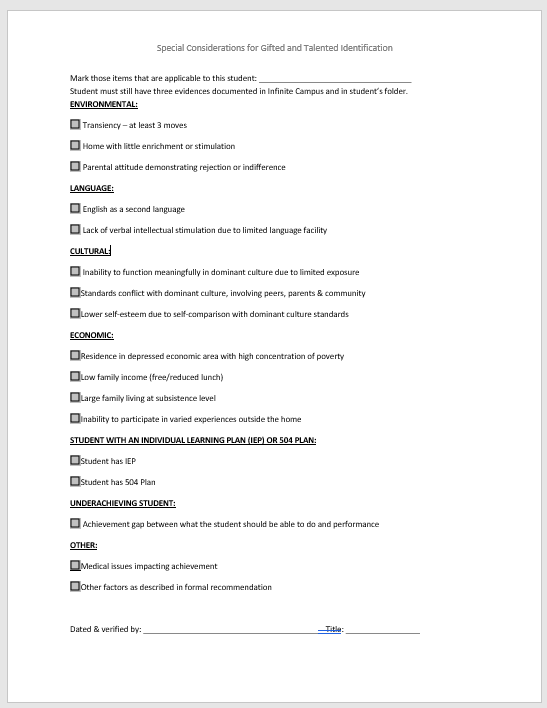 Special Considerations for Gifted and Talented Identification
Mark those items that are applicable to this student: ___________________________________
Student must still have three evidences documented in Infinite Campus and in student's folder.
ENVIRONMENTAL:
Transiency – at least 3 moves
Home with little enrichment or stimulation
Parental attitude demonstrating rejection or indifference
LANGUAGE:
English as a second language
Lack of verbal intellectual stimulation due to limited language facility
CULTURAL:
Inability to function meaningfully in dominant culture due to limited exposure
Standards conflict with dominant culture, involving peers, parents & community
Lower self-esteem due to self-comparison with dominant culture standards
ECONOMIC:
Residence in depressed economic area with high concentration of poverty
Low family income (free/reduced lunch)
Large family living at subsistence level
Inability to participate in varied experiences outside the home
STUDENT WITH AN INDIVIDUAL LEARNING PLAN (IEP) OR 504 PLAN:
Student has IEP
Student has 504 Plan
UNDERACHIEVING STUDENT:
Achievement gap between what the student should be able to do and performance
OTHER:
Medical issues impacting achievement
Other factors as described in formal recommendation
Dated & verified by: ________________________________________ Title: _________________